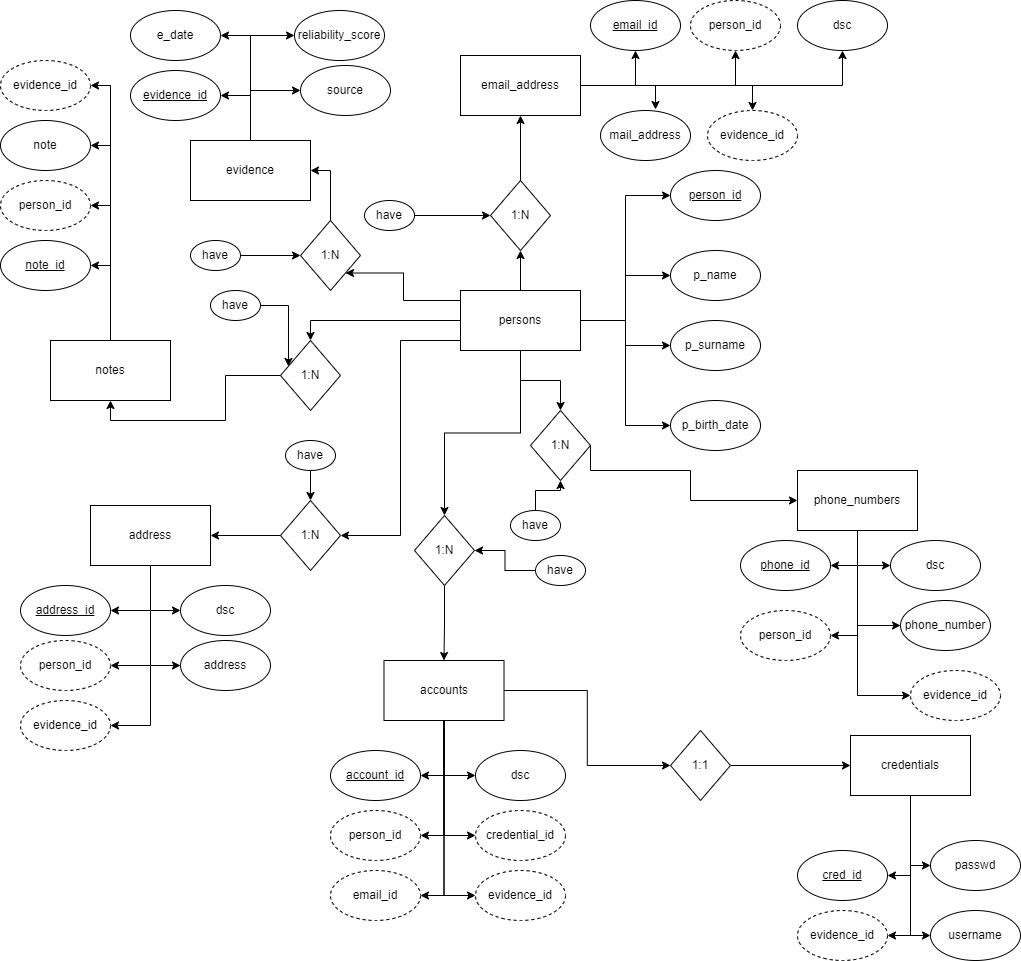 e_date
reliability_score
evidence_id
source
evidence
email_id
person_id
dsc
email_address
mail_address
evidence_id
evidence_id
note
person_id
note_id
notes
have
1:N
have
1:N
have
1:N
persons
person_id
p_name
p_surname
p_birth_date
have
1:N
address
address_id
dsc
person_id
address
evidence_id
1:N
have
1:N
have
phone_numbers
phone_id
dsc
person_id
phone_number
evidence_id
accounts
account_id
dsc
person_id
credential_id
email_id
evidence_id
1:1
credentials
cred_id
passwd
evidence_id
username